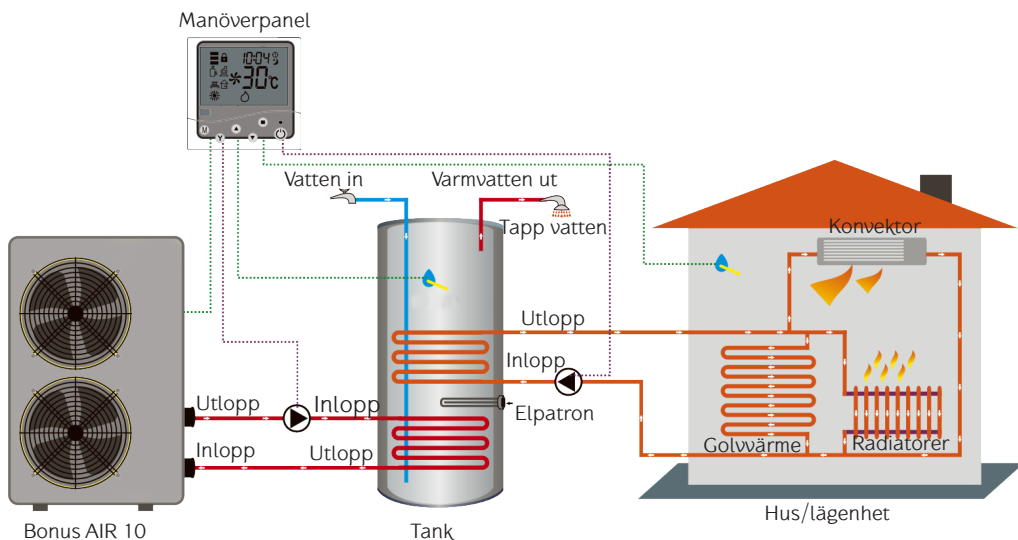 Manöverpanel
10:04
30°C
M
Y
Vatten in
Varmvatten ut
Tapp vatten
Konvektor
Utlopp
Inlopp
Elpatron
Utlopp
Inlopp
Inlopp
Utlopp
Golvvärme
Radiatorer
Bonus AIR 10
Tank
Hus/lägenhet